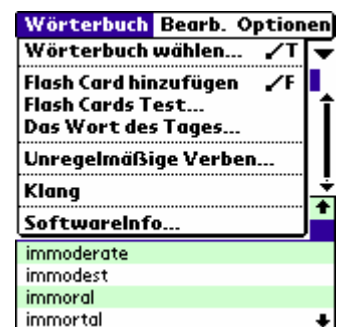 Wörterbuch Bearb. Optionen
Wörterbuch wählen... ✓T
Flash Card hinzufügen ✓F
Flash Cards Test...
Das Wort des Tages...
Unregelmäßige Verben...
Klang
SoftwareInfo...
immoderate
immodest
immoral
immortal